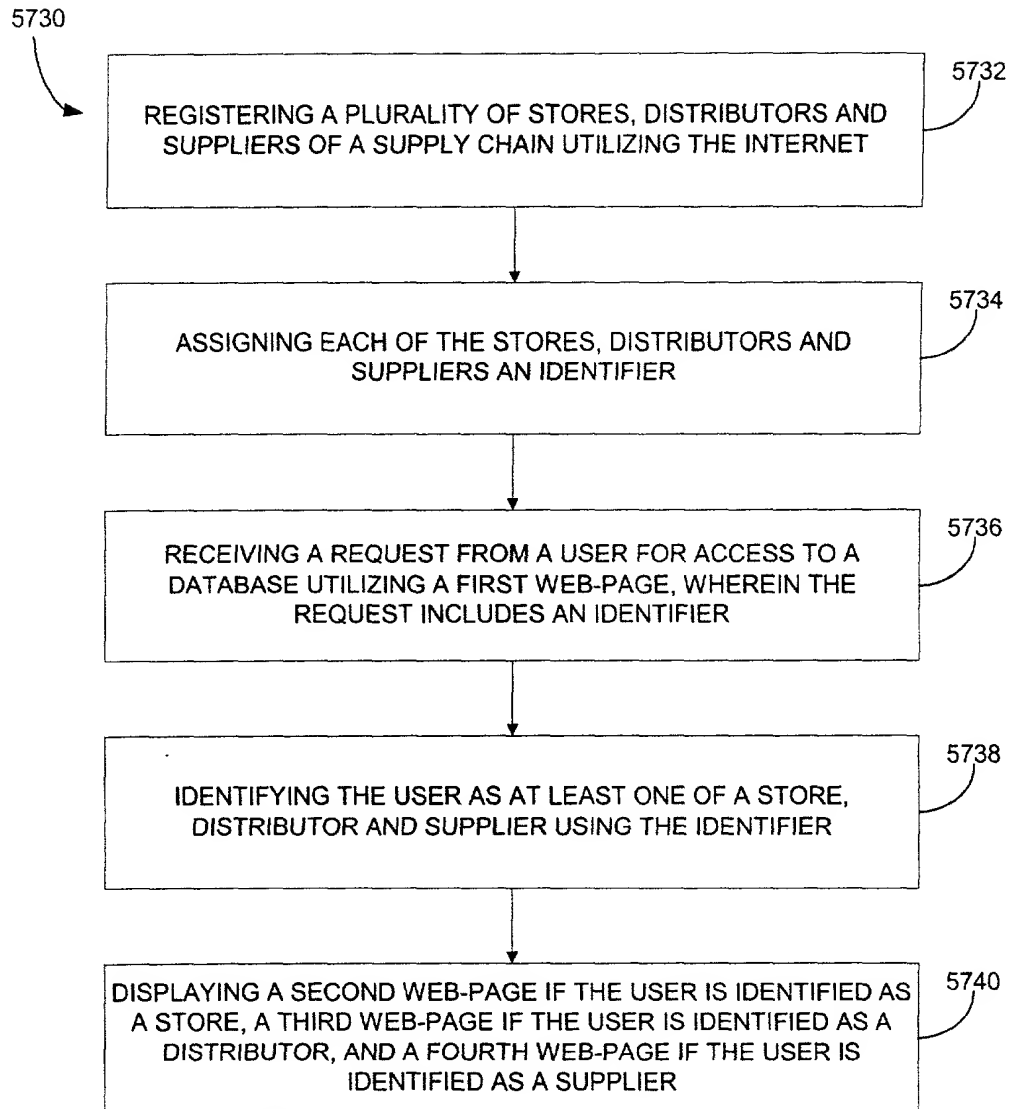 5730
5732
REGISTERING A PLURALITY OF STORES, DISTRIBUTORS AND
SUPPLIERS OF A SUPPLY CHAIN UTILIZING THE INTERNET
5734
ASSIGNING EACH OF THE STORES, DISTRIBUTORS AND
SUPPLIERS AN IDENTIFIER
5736
RECEIVING A REQUEST FROM A USER FOR ACCESS TO A
DATABASE UTILIZING A FIRST WEB-PAGE, WHEREIN THE
REQUEST INCLUDES AN IDENTIFIER
5738
IDENTIFYING THE USER AS AT LEAST ONE OF A STORE,
DISTRIBUTOR AND SUPPLIER USING THE IDENTIFIER
5740
DISPLAYING A SECOND WEB-PAGE IF THE USER IS IDENTIFIED AS
A STORE, A THIRD WEB-PAGE IF THE USER IS IDENTIFIED AS A
DISTRIBUTOR, AND A FOURTH WEB-PAGE IF THE USER IS
IDENTIFIED AS A SUPPLIER